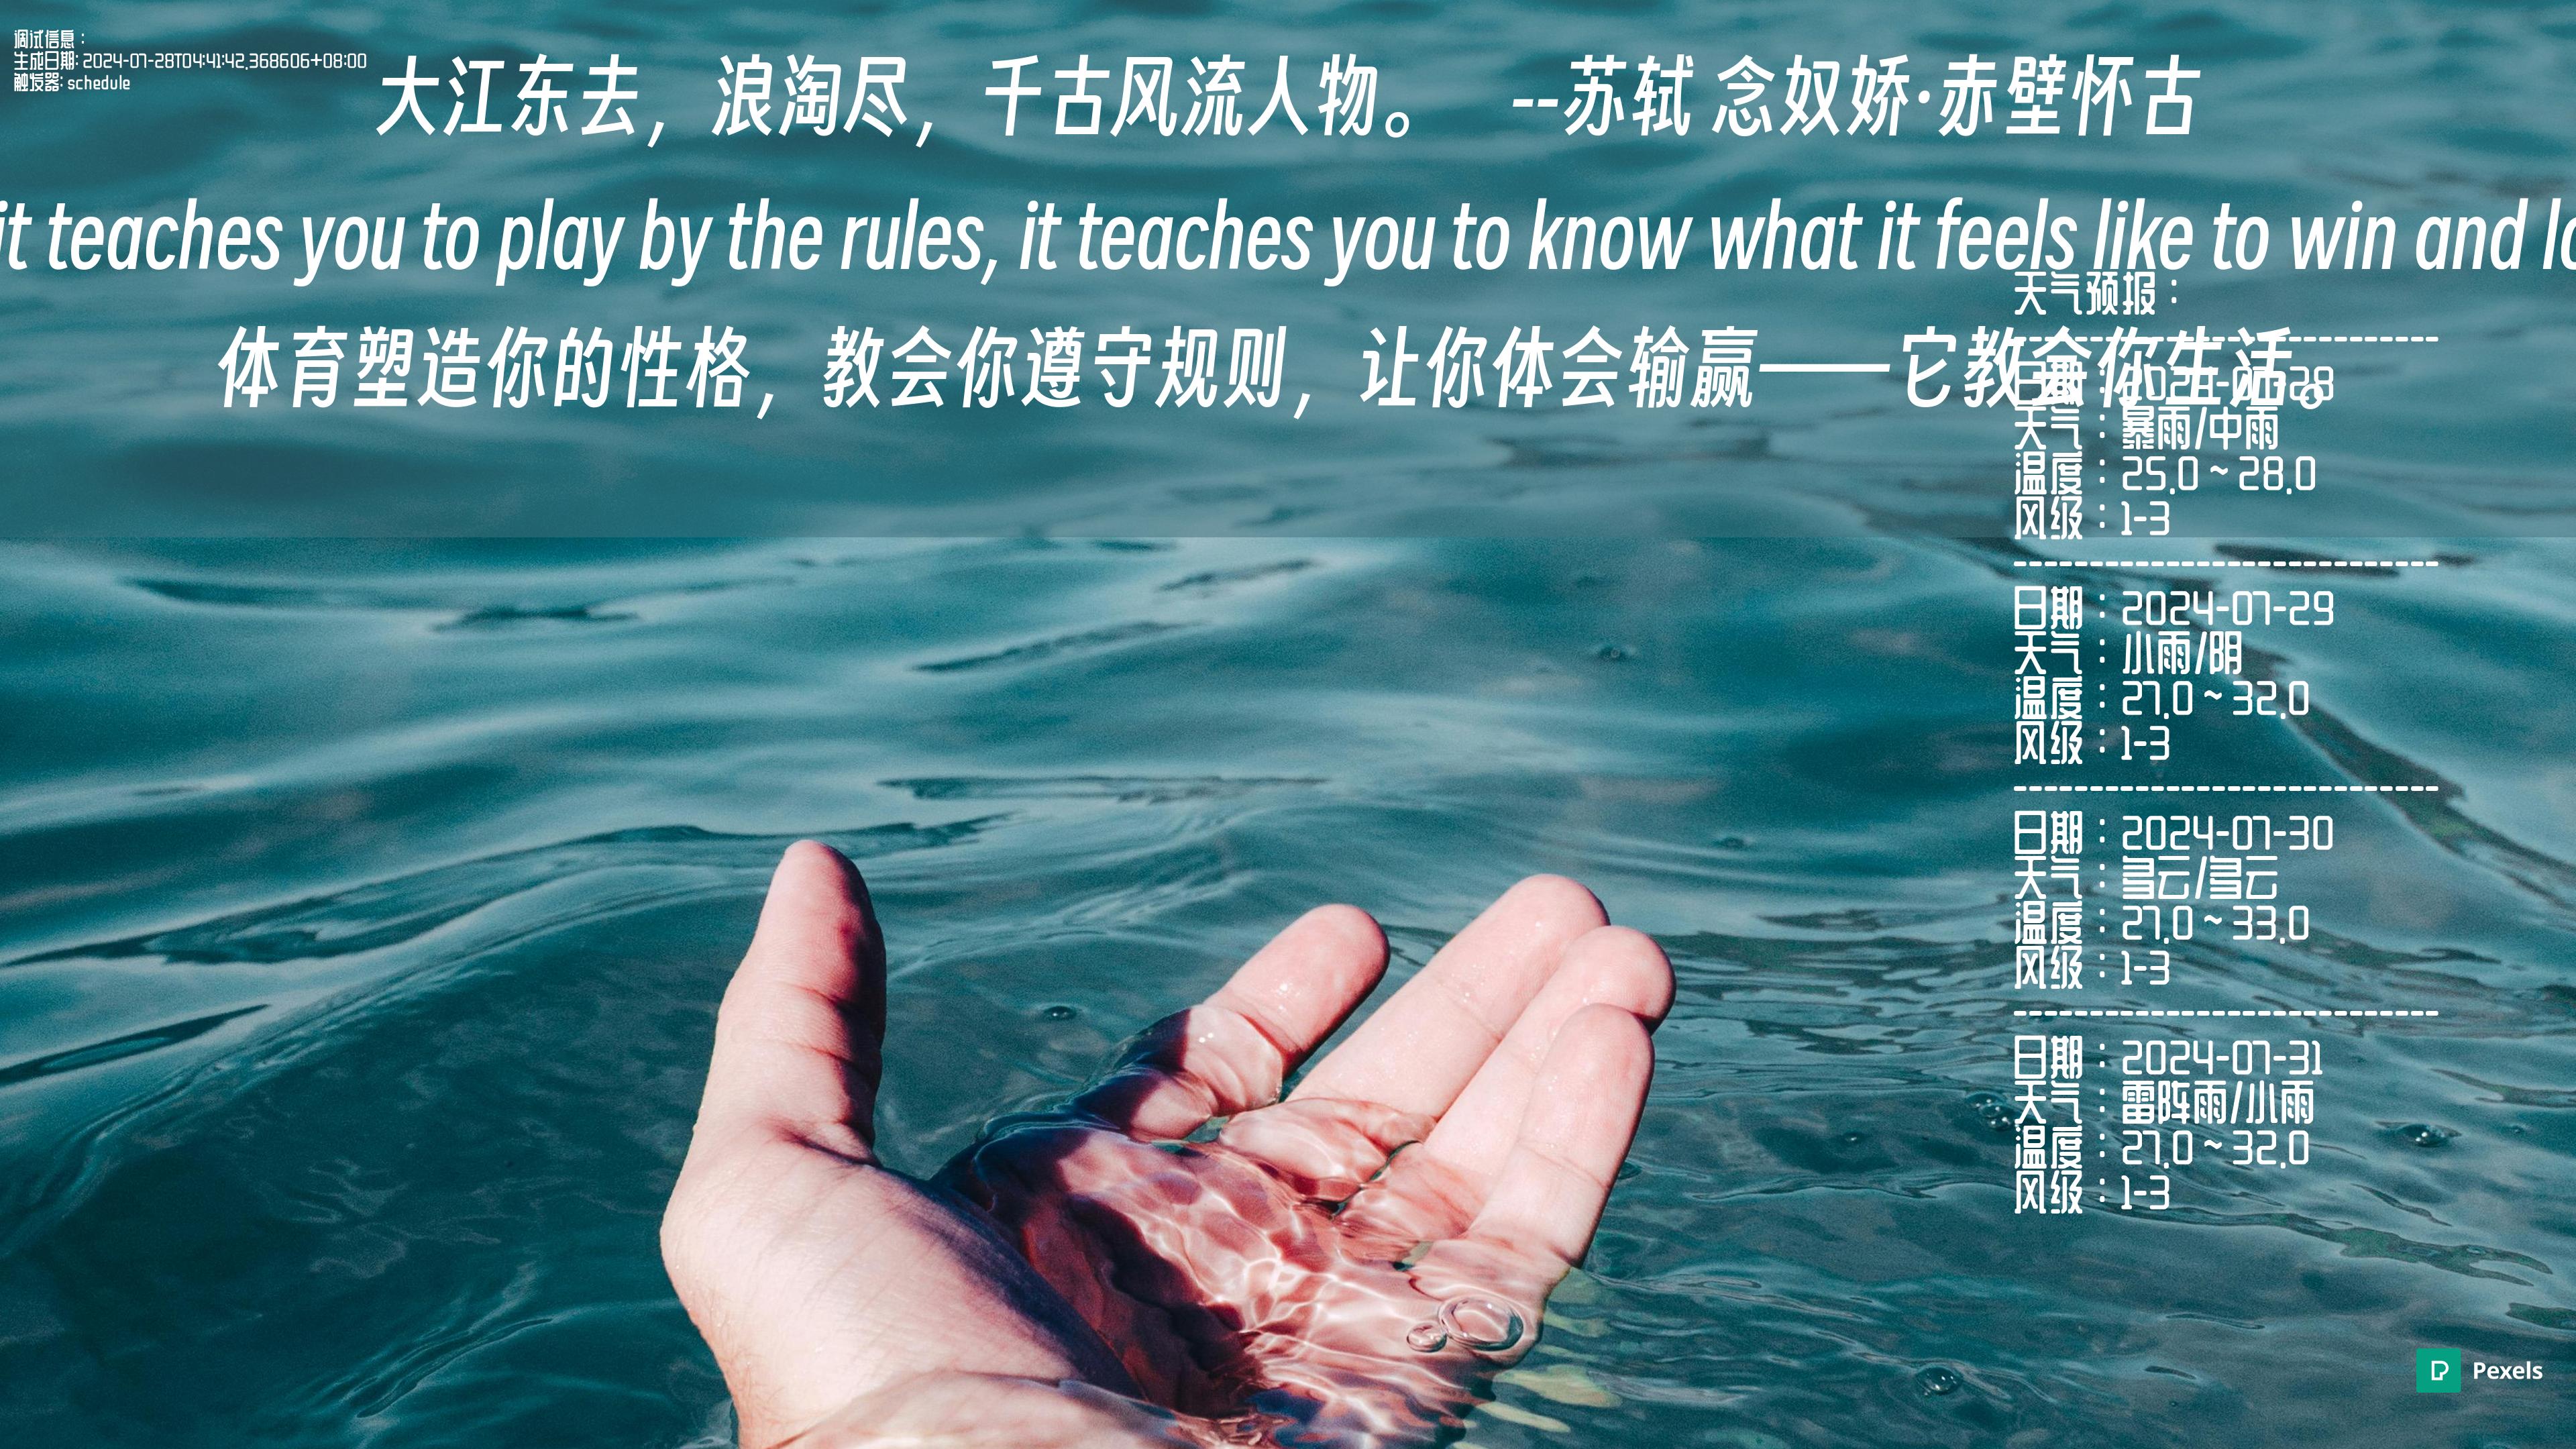 调试信息：
生成日期: 2024-07-28T04:41:42.368606+08:00
触发器: schedule
大江东去，浪淘尽，千古风流人物。 --苏轼 念奴娇·赤壁怀古
it teaches you to play by the rules, it teaches you to know what it feels like to win and lo
体育塑造你的性格，教会你遵守规则，让你体会输赢——它教会你生活。
天气预报：
----------------------------
日期：2024-07-28
天气：暴雨/中雨
温度：25.0 ~ 28.0
风级：1-3
----------------------------
日期：2024-07-29
天气：小雨/阴
温度：27.0 ~ 32.0
风级：1-3
----------------------------
日期：2024-07-30
天气：多云/多云
温度：27.0 ~ 33.0
风级：1-3
----------------------------
日期：2024-07-31
天气：雷阵雨/小雨
温度：27.0 ~ 32.0
风级：1-3
Pexels